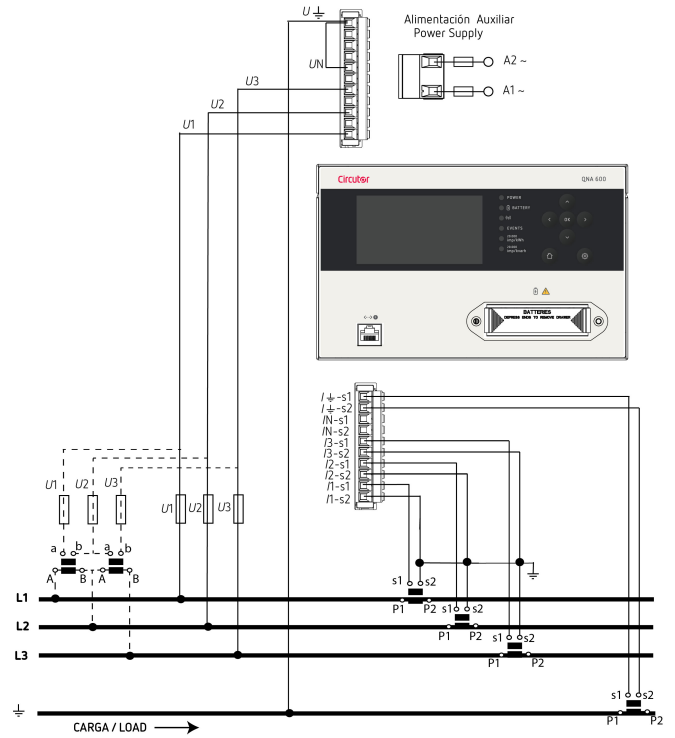 U ⏚
Alimentación Auxiliar
Power Supply
UN
A2 ~
A1 ~
U3
U2
U1
Circutor
QNA 600
POWER
BATTERY
EVENTS
OK
BATTERIES
DEPRESS ENDS TO REMOVE DRAWER
I ⏚-s1
I ⏚-s2
IN-s1
IN-s2
I3-s1
I3-s2
I2-s1
I2-s2
I1-s1
I1-s2
U1 U2 U3
U1 U2 U3
a b a b
A B A B
s1 s2
L1
P1 P2 s1 s2
L2
P1 P2 s1 s2
L3
P1 P2
s1 s2
P1 P2
CARGA / LOAD